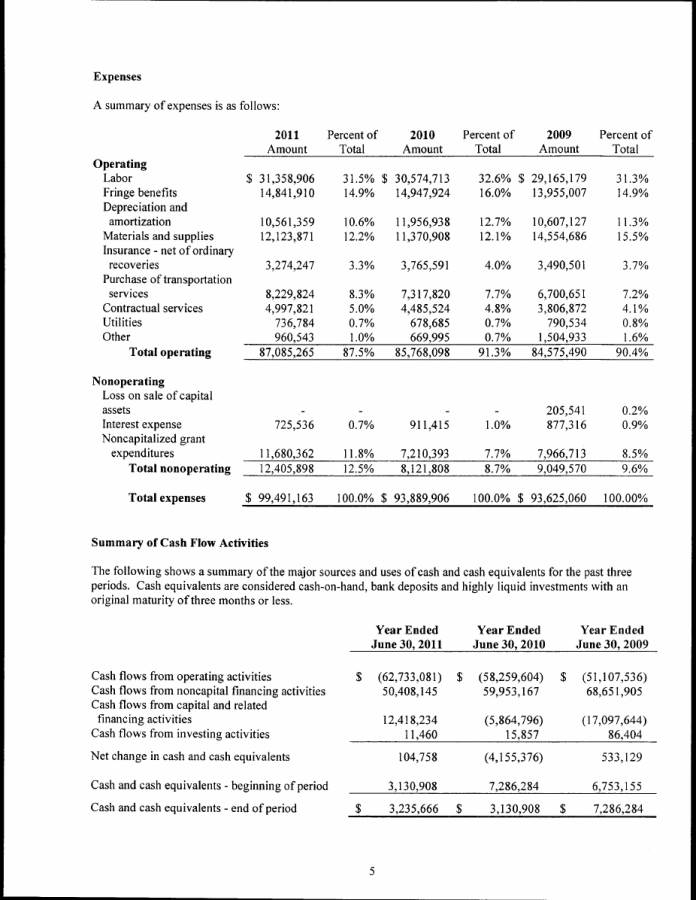 Expenses
A summary of expenses is as follows:
2011 Percent of 2010 Percent of 2009 Percent of
Amount Total Amount Total Amount Total
Operating
Labor $ 31,358,906 31.5% $ 30,574,713 32.6% $ 29,165,179 31.3%
Fringe benefits 14,841,910 14.9% 14,947,924 16.0% 13,955,007 14.9%
Depreciation and
amortization 10,561,359 10.6% 11,956,938 12.7% 10,607,127 11.3%
Materials and supplies 12,123,871 12.2% 11,370,908 12.1% 14,554,686 15.5%
Insurance - net of ordinary
recoveries 3,274,247 3.3% 3,765,591 4.0% 3,490,501 3.7%
Purchase of transportation
services 8,229,824 8.3% 7,317,820 7.7% 6,700,651 7.2%
Contractual services 4,997,821 5.0% 4,485,524 4.8% 3,806,872 4.1%
Utilities 736,784 0.7% 678,685 0.7% 790,534 0.8%
Other 960,543 1.0% 669,995 0.7% 1,504,933 1.6%
Total operating 87,085,265 87.5% 85,768,098 91.3% 84,575,490 90.4%
Nonoperating
Loss on sale of capital
assets - - - - 205,541 0.2%
Interest expense 725,536 0.7% 911,415 1.0% 877,316 0.9%
Noncapitalized grant
expenditures 11,680,362 11.8% 7,210,393 7.7% 7,966,713 8.5%
Total nonoperating 12,405,898 12.5% 8,121,808 8.7% 9,049,570 9.6%
Total expenses $ 99,491,163 100.0% $ 93,889,906 100.0% $ 93,625,060 100.00%
Summary of Cash Flow Activities
The following shows a summary of the major sources and uses of cash and cash equivalents for the past three
periods. Cash equivalents are considered cash-on-hand, bank deposits and highly liquid investments with an
original maturity of three months or less.
Year Ended Year Ended Year Ended
June 30, 2011 June 30, 2010 June 30, 2009
Cash flows from operating activities $ (62,733,081) $ (58,259,604) $ (51,107,536)
Cash flows from noncapital financing activities 50,408,145 59,953,167 68,651,905
Cash flows from capital and related
financing activities 12,418,234 (5,864,796) (17,097,644)
Cash flows from investing activities 11,460 15,857 86,404
Net change in cash and cash equivalents 104,758 (4,155,376) 533,129
Cash and cash equivalents - beginning of period 3,130,908 7,286,284 6,753,155
Cash and cash equivalents - end of period $ 3,235,666 $ 3,130,908 $ 7,286,284
5